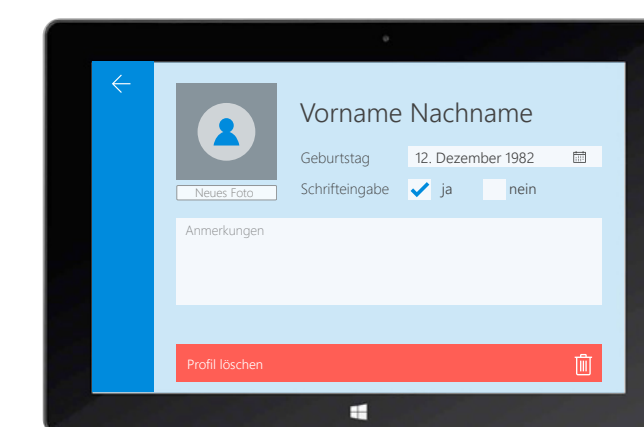 Vorname Nachname
Geburtstag 12. Dezember 1982
Neues Foto
Schrifteingabe ja nein
Anmerkungen
Profil löschen